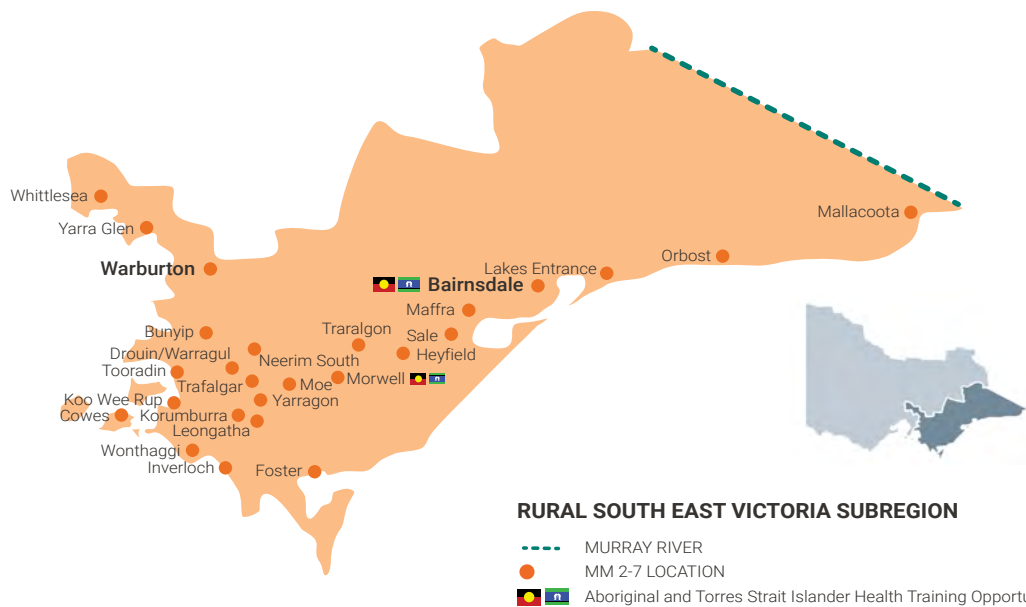 Whittlesea
Yarra Glen
Warburton
Mallacoota
Orbost
Lakes Entrance
Bairnsdale
Maffra
Bunyip
Traralgon
Sale
Drouin/Warragul
Neerim South
Heyfield
Tooradin
Trafalgar
Moe
Morwell
Koo Wee Rup
Yarragon
Cowes
Korumburra
Leongatha
Wonthaggi
Inverloch
Foster
RURAL SOUTH EAST VICTORIA SUBREGION
MURRAY RIVER
MM 2-7 LOCATION
Aboriginal and Torres Strait Islander Health Training Opportu